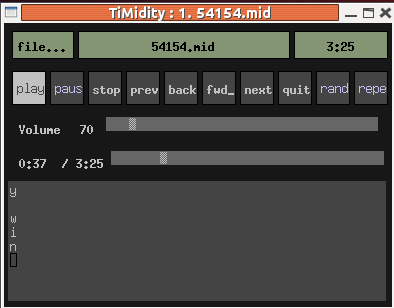 TiMidity : 1. 54154.mid
file... 54154.mid 3:25
play paus stop prev back fwd_ next quit rand repe
Volume 70
0:37 / 3:25
y
w
i
n